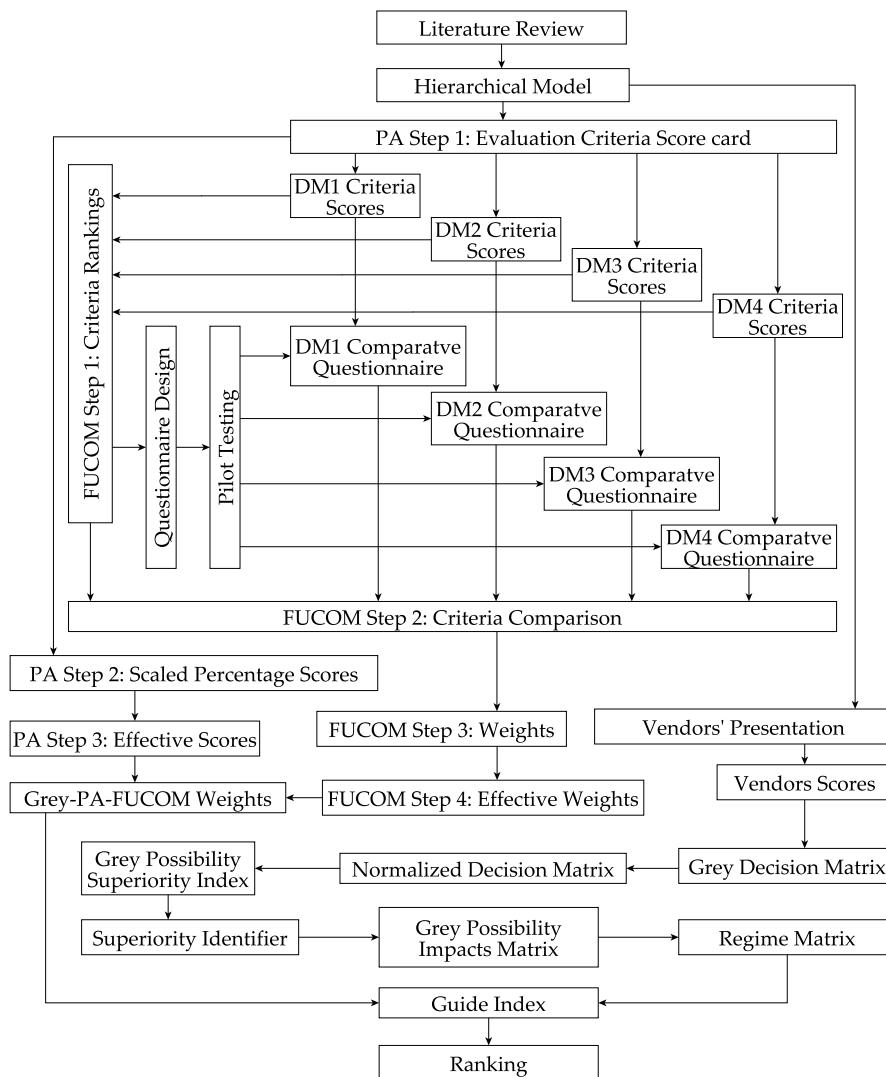 Literature Review
Hierarchical Model
PA Step 1: Evaluation Criteria Score card
FUCOM Step 1: Criteria Rankings
DM1 Criteria
Scores
DM2 Criteria
Scores
DM3 Criteria
Scores
DM4 Criteria
Scores
Questionnaire Design
Pilot Testing
DM1 Comparatve
Questionnaire
DM2 Comparatve
Questionnaire
DM3 Comparatve
Questionnaire
DM4 Comparatve
Questionnaire
FUCOM Step 2: Criteria Comparison
PA Step 2: Scaled Percentage Scores
PA Step 3: Effective Scores
FUCOM Step 3: Weights
Vendors' Presentation
Vendors Scores
Grey-PA-FUCOM Weights
FUCOM Step 4: Effective Weights
Grey Possibility
Superiority Index
Normalized Decision Matrix
Grey Decision Matrix
Superiority Identifier
Grey Possibility
Impacts Matrix
Regime Matrix
Guide Index
Ranking